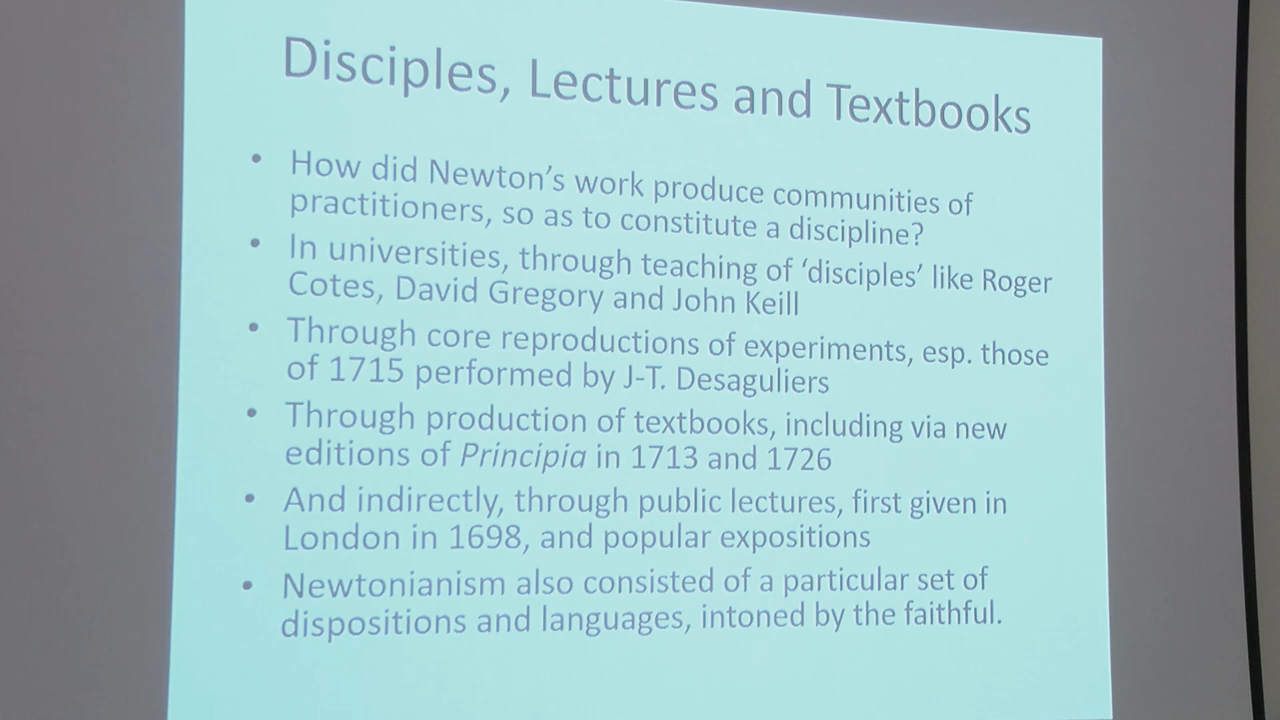 Disciples, Lectures and Textbooks
• How did Newton's work produce communities of
practitioners, so as to constitute a discipline?
• In universities, through teaching of 'disciples' like Roger
Cotes, David Gregory and John Keill
• Through core reproductions of experiments, esp. those
of 1715 performed by J-T. Desaguliers
• Through production of textbooks, including via new
editions of Principia in 1713 and 1726
• And indirectly, through public lectures, first given in
London in 1698, and popular expositions
• Newtonianism also consisted of a particular set of
dispositions and languages, intoned by the faithful.